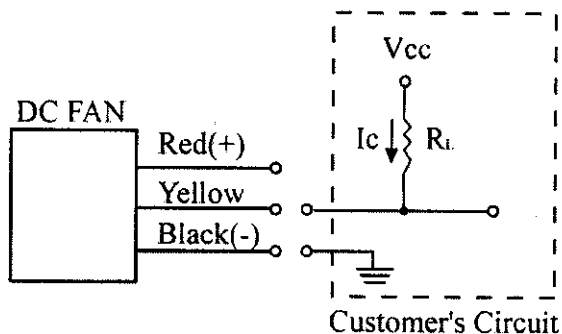 Vcc
DC FAN
Red(+)
Ic
RL
Yellow
Black(-)
Customer's Circuit